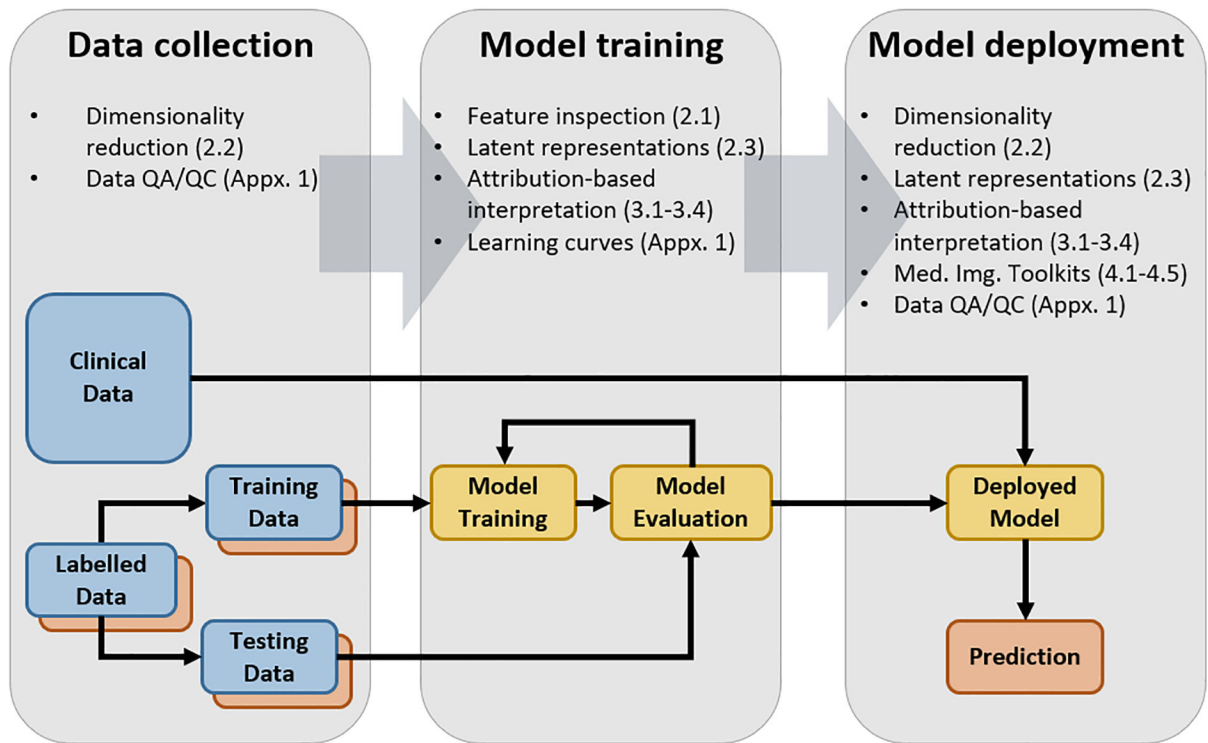 Data collection
• Dimensionality
reduction (2.2)
• Data QA/QC (Appx. 1)
Model training
• Feature inspection (2.1)
• Latent representations (2.3)
• Attribution-based
interpretation (3.1-3.4)
• Learning curves (Appx. 1)
Model deployment
• Dimensionality
reduction (2.2)
• Latent representations (2.3)
• Attribution-based
interpretation (3.1-3.4)
• Med. Img. Toolkits (4.1-4.5)
• Data QA/QC (Appx. 1)
Clinical
Data
Training
Data
Labelled
Data
Testing
Data
Model
Training
Model
Evaluation
Deployed
Model
Prediction